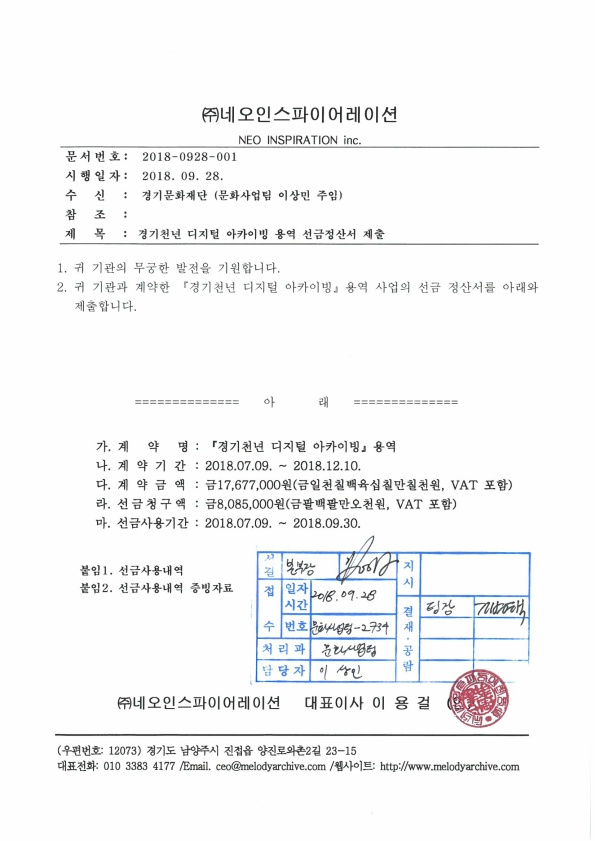 ㈜네오인스파이어레이션
NEO INSPIRATION inc.
문서번호: 2018-0928-001
시행일자: 2018. 09. 28.
수 신 : 경기문화재단 (문화사업팀 이상민 주임)
참 조 :
제 목 : 경기천년 디지털 아카이빙 용역 선금정산서 제출
1. 귀 기관의 무궁한 발전을 기원합니다.
2. 귀 기관과 계약한 『경기천년 디지털 아카이빙』용역 사업의 선금 정산서를 아래와
제출합니다.
============== 아 래 ==============
가. 계 약 명 : 『경기천년 디지털 아카이빙』용역
나. 계 약 기 간 : 2018.07.09. ~ 2018.12.10.
다. 계 약 금 액 : 금17,677,000원(금일천칠백육십칠만칠천원, VAT 포함)
라. 선금청구액 : 금8,085,000원(금팔백팔만오천원, VAT 포함)
마. 선금사용기간 : 2018.07.09. ~ 2018.09.30.
붙임1. 선금사용내역
붙임2. 선금사용내역 증빙자료
본부장
지시
접수
일자
시간
2018.09.28
번호
문화사업팀-2734
결재·공람
팀장
처리과
문화사업팀
담당자
이상민
㈜네오인스파이어레이션 대표이사 이 용 걸
(우편번호: 12073) 경기도 남양주시 진접읍 양진로와촌2길 23-15
대표전화: 010 3383 4177 /Email. ceo@melodyarchive.com /웹사이트: http://www.melodyarchive.com